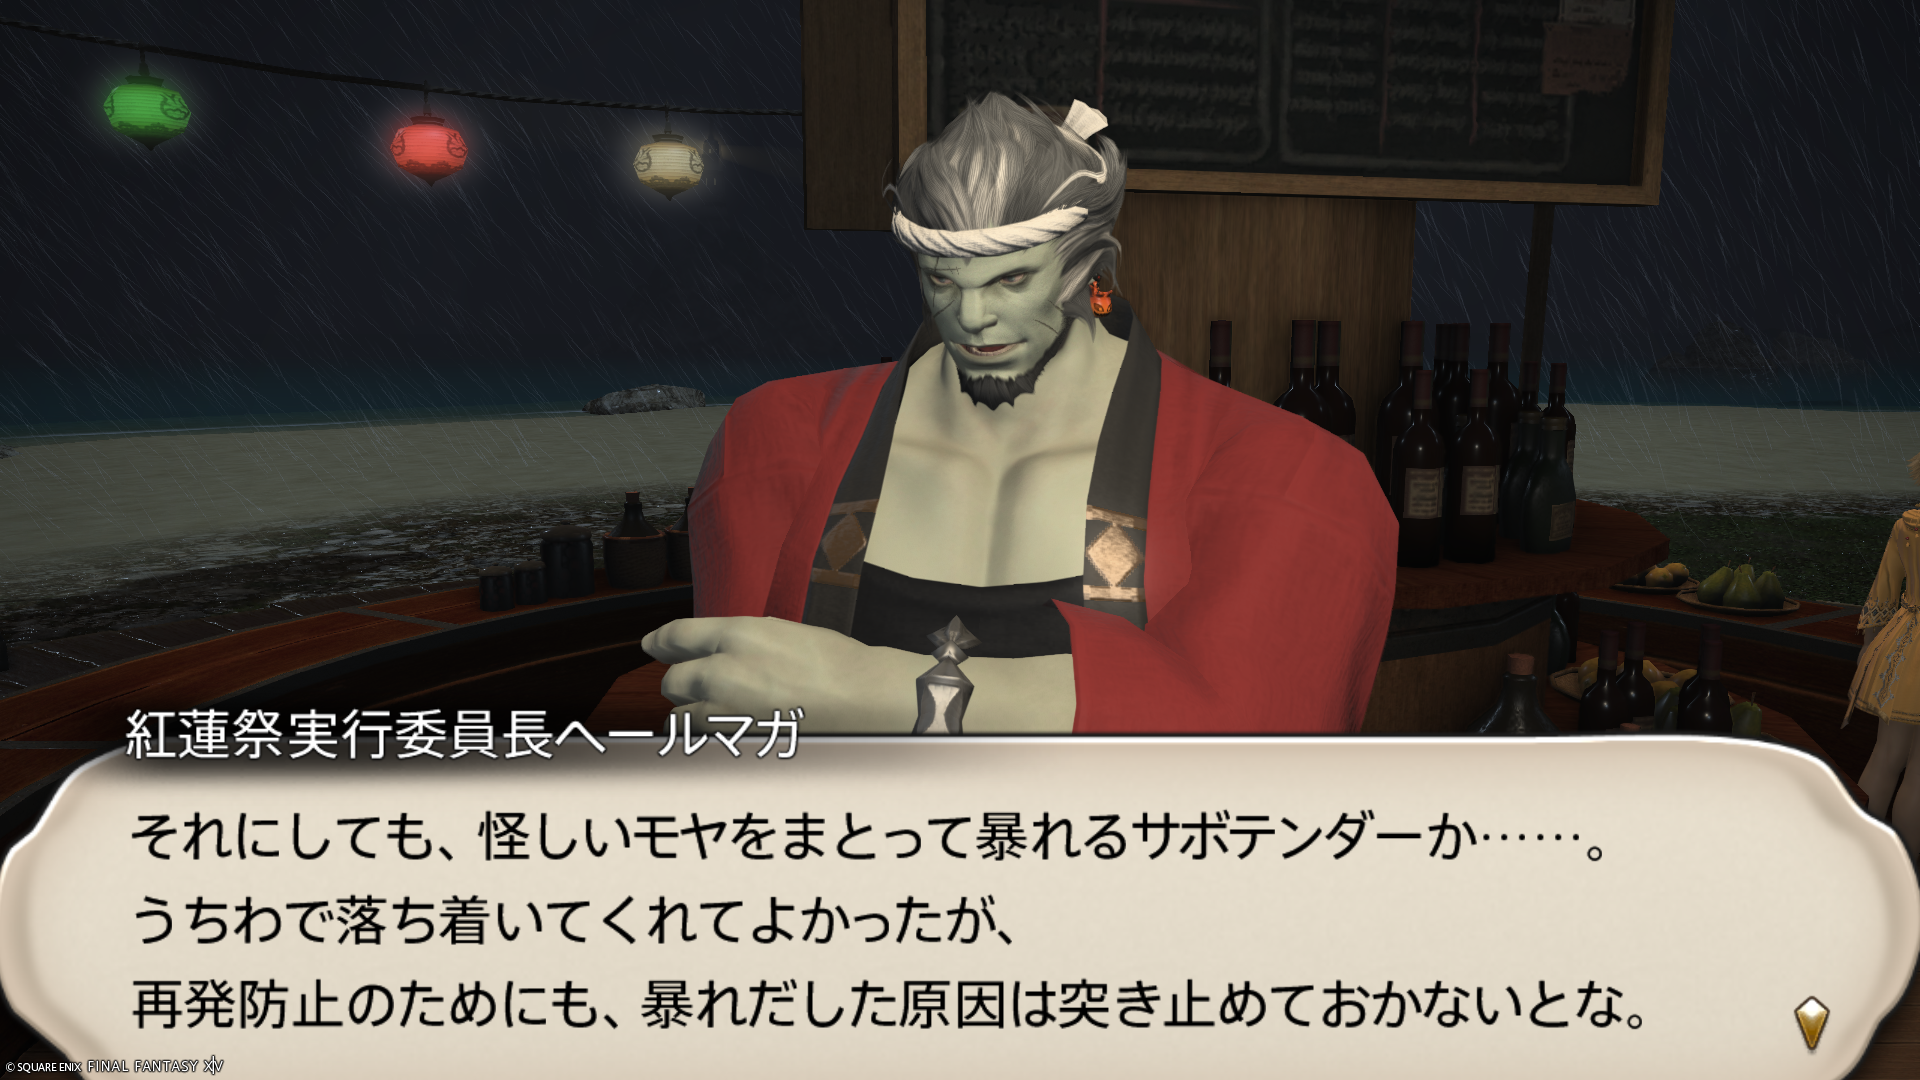 紅蓮祭実行委員長ヘールマガ
それにしても、怪しいモヤをまとって暴れるサボテンダーか……。
うちわで落ち着いてくれてよかったが、
再発防止のためにも、暴れだした原因は突き止めておかないとな。
© SQUARE ENIX FINAL FANTASY XIV